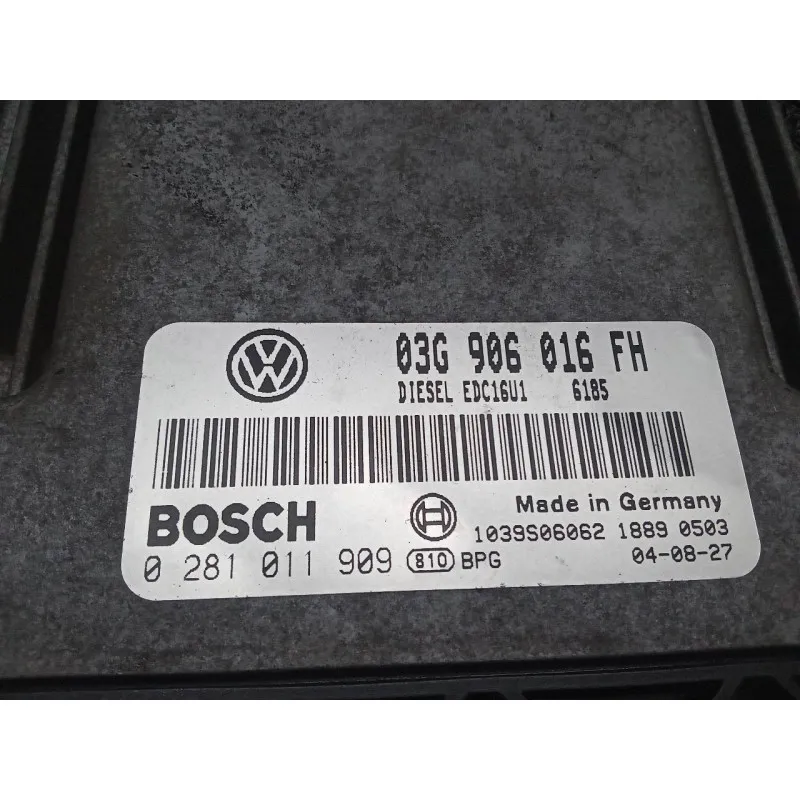 03G 906 016 FH
DIESEL EDC16U1 6185
BOSCH
Made in Germany
1039S06062 1889 0503
0 281 011 909 810 BPG 04-08-27